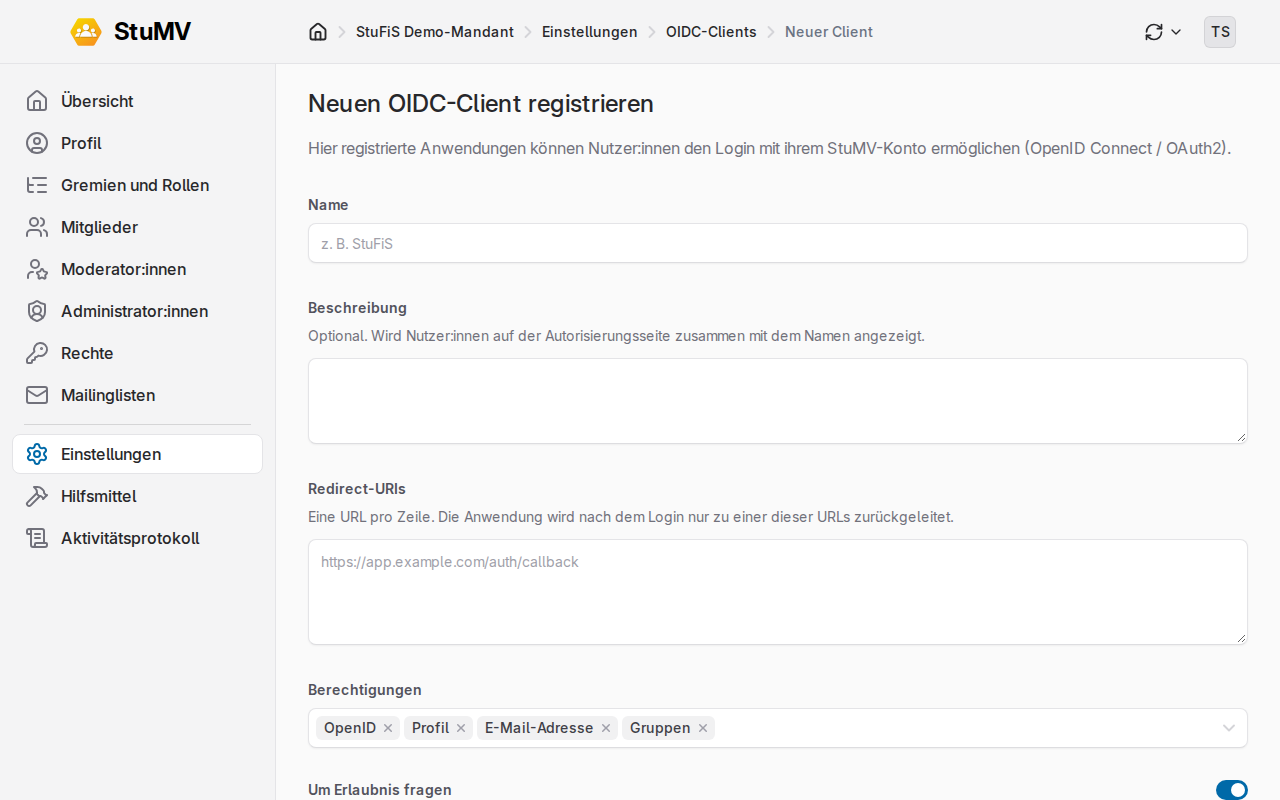 StuMV
StuFiS Demo-Mandant
Einstellungen
OIDC-Clients
Neuer Client
TS
Übersicht
Profil
Gremien und Rollen
Mitglieder
Moderator:innen
Administrator:innen
Rechte
Mailinglisten
Einstellungen
Hilfsmittel
Aktivitätsprotokoll
Neuen OIDC-Client registrieren
Hier registrierte Anwendungen können Nutzer:innen den Login mit ihrem StuMV-Konto ermöglichen (OpenID Connect / OAuth2).
Name
z. B. StuFiS
Beschreibung
Optional. Wird Nutzer:innen auf der Autorisierungsseite zusammen mit dem Namen angezeigt.
Redirect-URIs
Eine URL pro Zeile. Die Anwendung wird nach dem Login nur zu einer dieser URLs zurückgeleitet.
https://app.example.com/auth/callback
Berechtigungen
OpenID
Profil
E-Mail-Adresse
Gruppen
Um Erlaubnis fragen